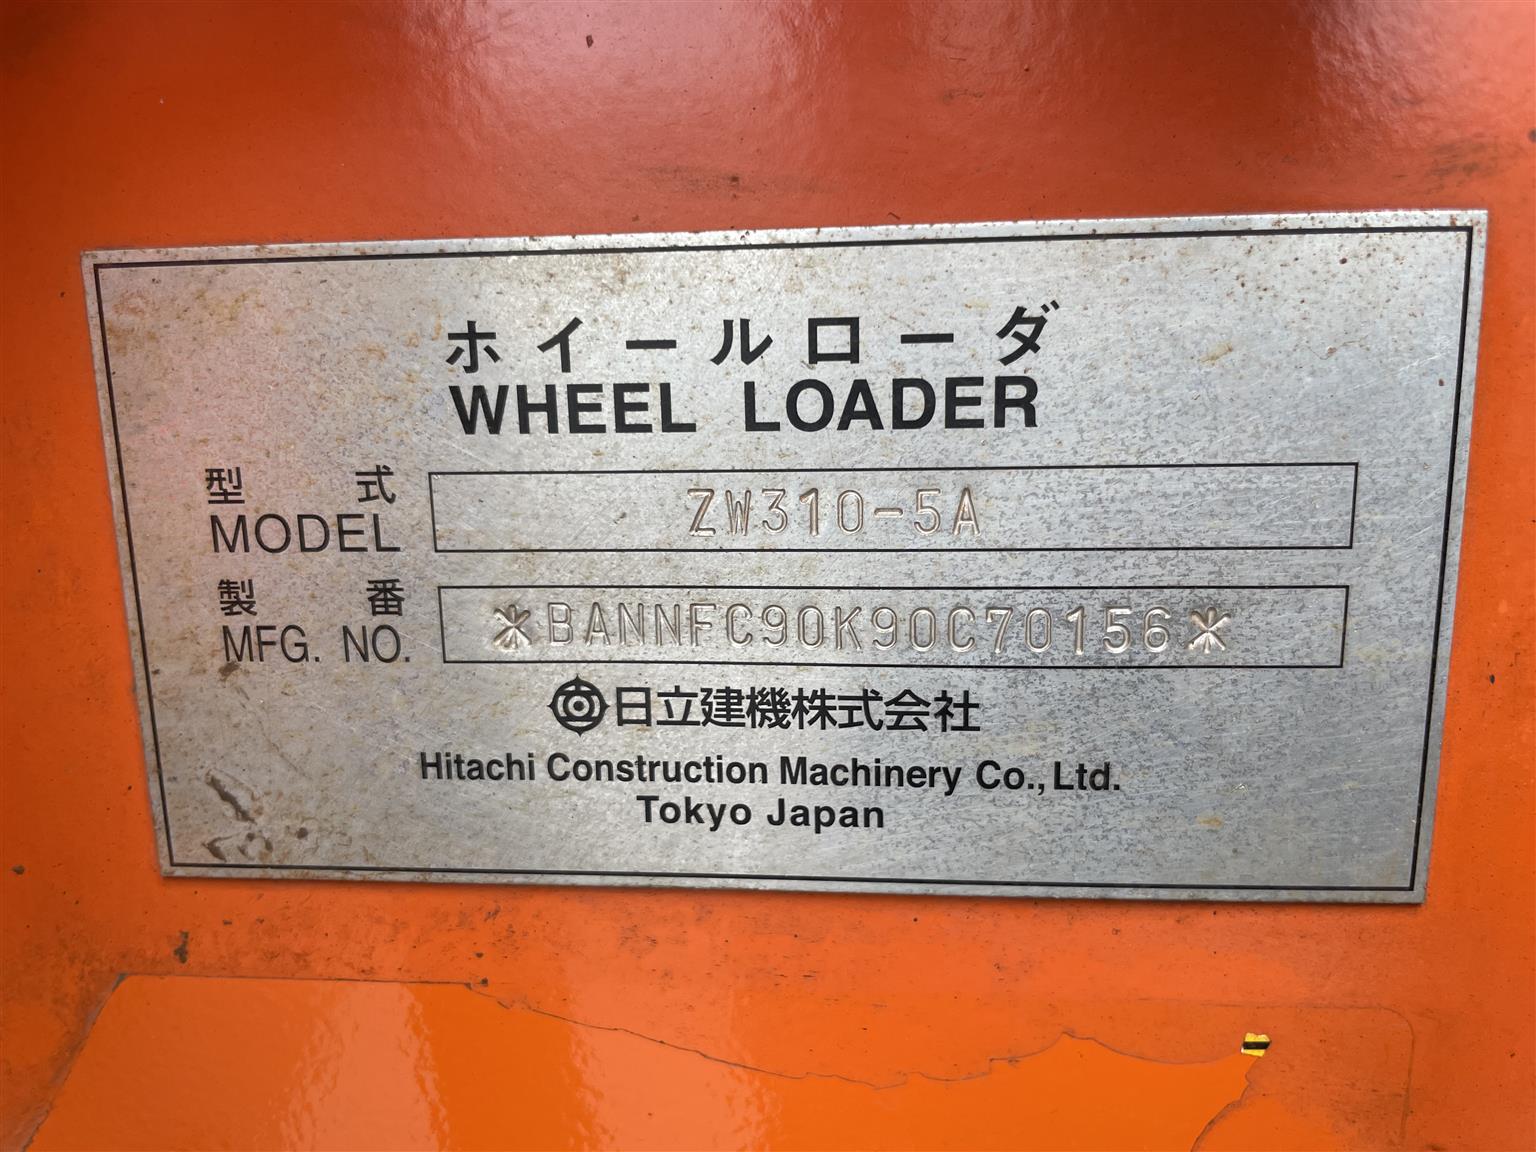 ホイールローダ
WHEEL LOADER
型式
MODEL
ZW310-5A
製番
MFG. NO.
*BANNFC90K90C70156*
日立建機株式会社
Hitachi Construction Machinery Co., Ltd.
Tokyo Japan